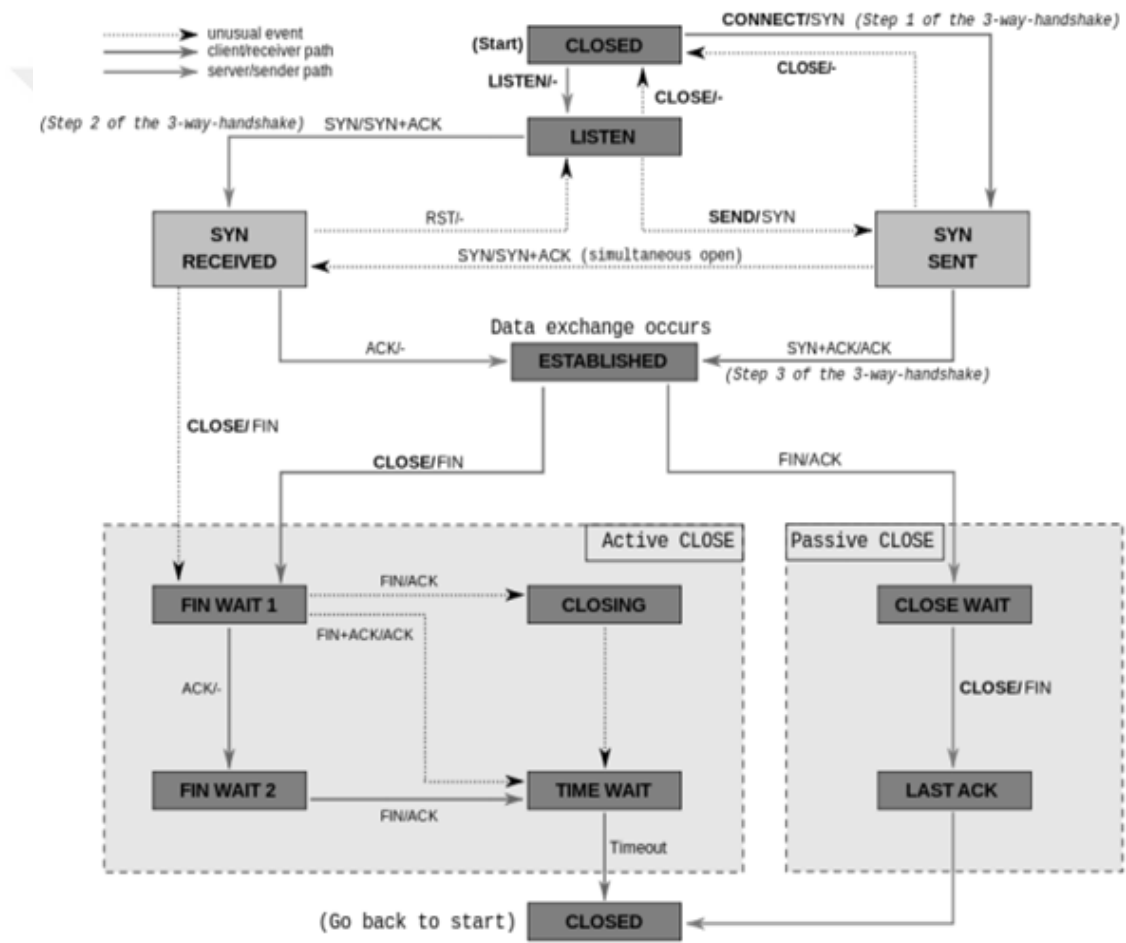 CONNECT/SYN (Step 1 of the 3-way-handshake)
unusual event
client/receiver path
server/sender path
(Start) CLOSED
CLOSE/-
LISTEN/-
CLOSE/-
(Step 2 of the 3-way-handshake) SYN/SYN+ACK
LISTEN
RST/-
SEND/SYN
SYN
RECEIVED
SYN
SENT
SYN/SYN+ACK (simultaneous open)
Data exchange occurs
ACK/-
ESTABLISHED
SYN+ACK/ACK
(Step 3 of the 3-way-handshake)
CLOSE/FIN
CLOSE/FIN
FIN/ACK
Active CLOSE
Passive CLOSE
FIN WAIT 1
FIN/ACK
CLOSING
CLOSE WAIT
FIN+ACK/ACK
ACK/-
CLOSE/FIN
FIN WAIT 2
TIME WAIT
LAST ACK
FIN/ACK
Timeout
(Go back to start) CLOSED